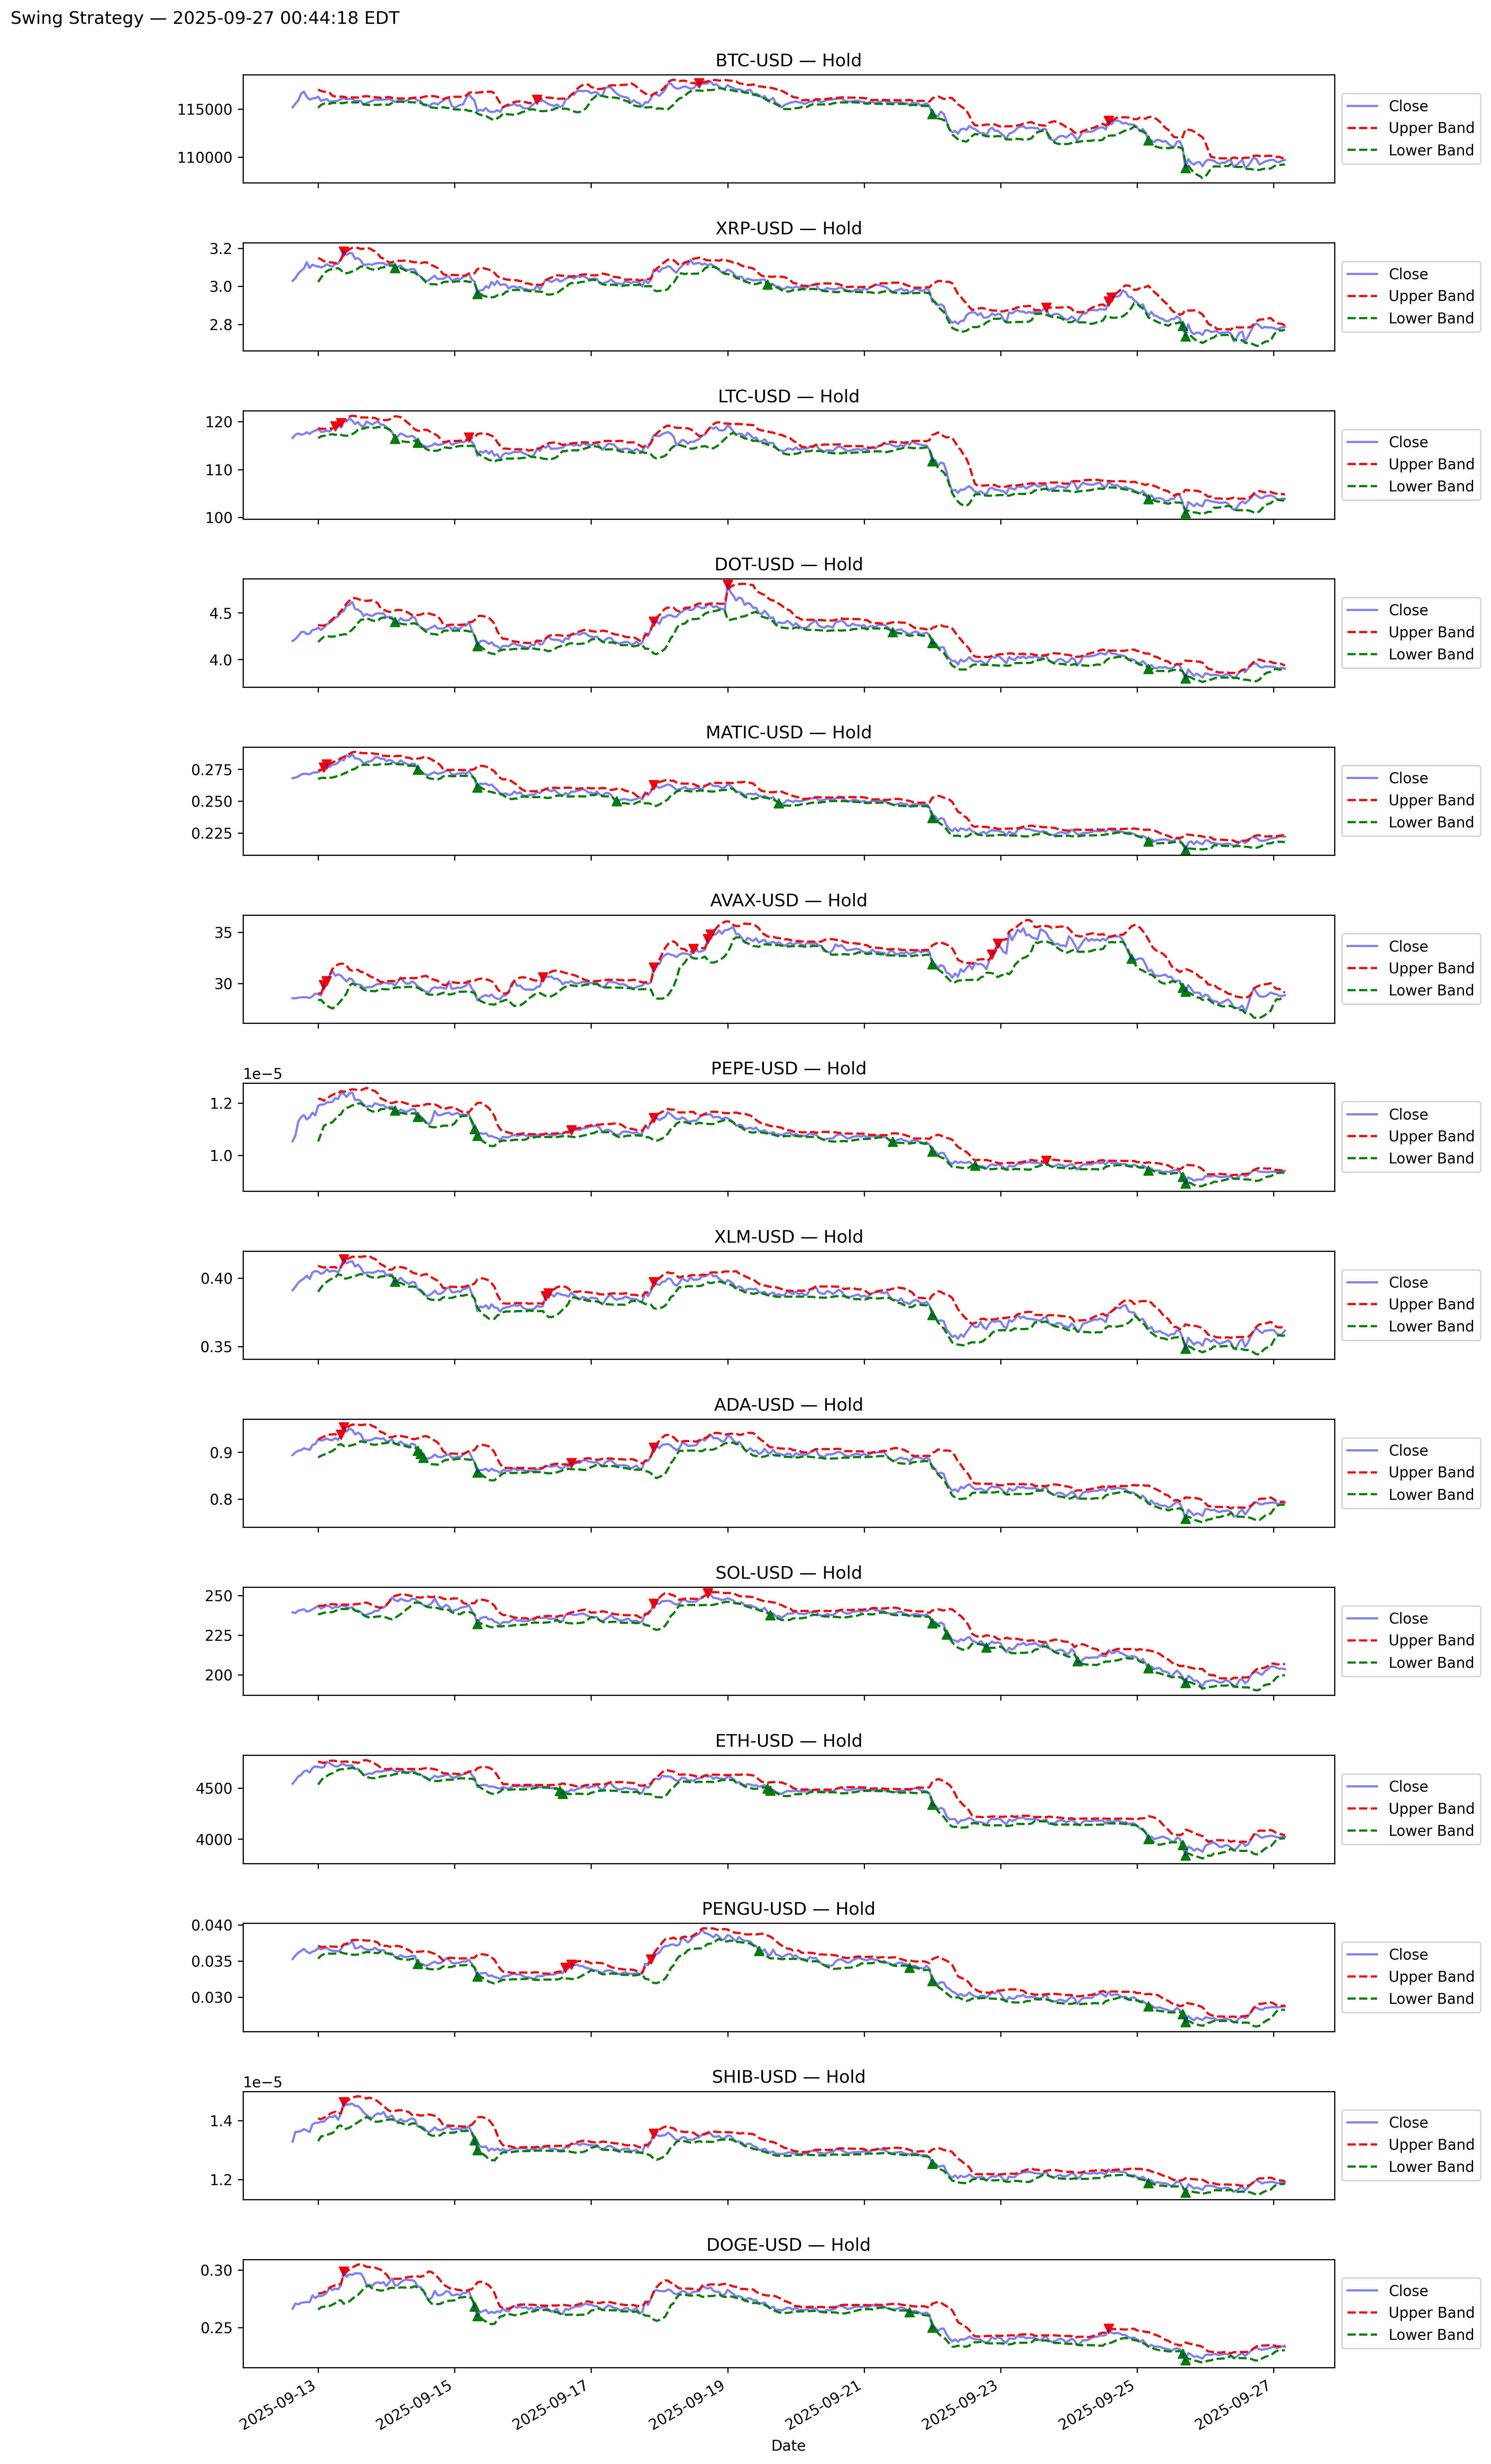 Swing Strategy — 2025-09-27 00:44:18 EDT
BTC-USD — Hold
115000
110000
Close
Upper Band
Lower Band
XRP-USD — Hold
3.2
3.0
2.8
Close
Upper Band
Lower Band
LTC-USD — Hold
120
110
100
Close
Upper Band
Lower Band
DOT-USD — Hold
4.5
4.0
Close
Upper Band
Lower Band
MATIC-USD — Hold
0.275
0.250
0.225
Close
Upper Band
Lower Band
AVAX-USD — Hold
35
30
Close
Upper Band
Lower Band
PEPE-USD — Hold
1e−5
1.2
1.0
Close
Upper Band
Lower Band
XLM-USD — Hold
0.40
0.35
Close
Upper Band
Lower Band
ADA-USD — Hold
0.9
0.8
Close
Upper Band
Lower Band
SOL-USD — Hold
250
225
200
Close
Upper Band
Lower Band
ETH-USD — Hold
4500
4000
Close
Upper Band
Lower Band
PENGU-USD — Hold
0.040
0.035
0.030
Close
Upper Band
Lower Band
SHIB-USD — Hold
1e−5
1.4
1.2
Close
Upper Band
Lower Band
DOGE-USD — Hold
0.30
0.25
Close
Upper Band
Lower Band
2025-09-13
2025-09-15
2025-09-17
2025-09-19
2025-09-21
2025-09-23
2025-09-25
2025-09-27
Date